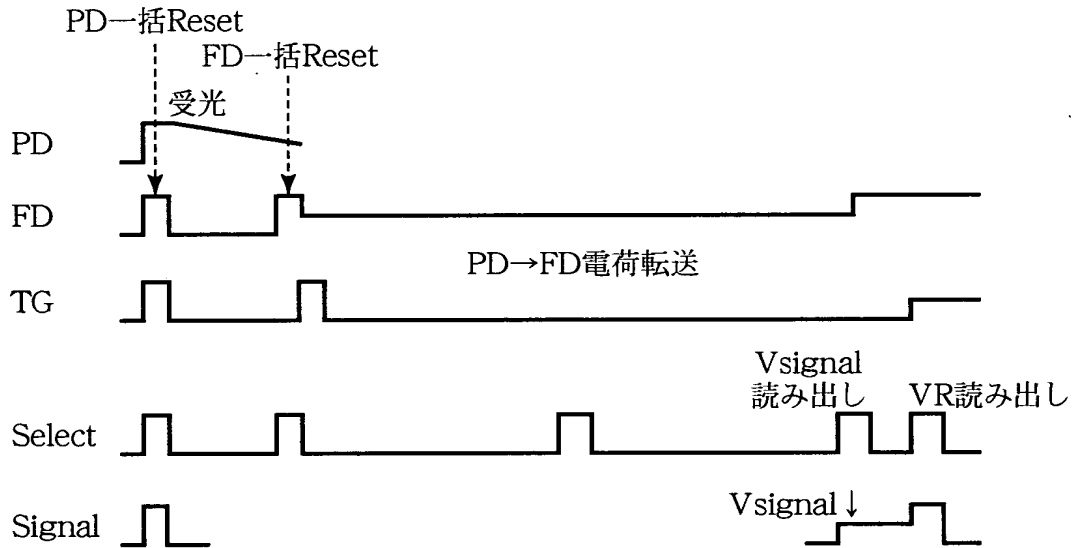 PD一括Reset
FD一括Reset
受光
PD
FD
PD→FD電荷転送
TG
Vsignal
読み出し
VR読み出し
Select
Vsignal↓
Signal